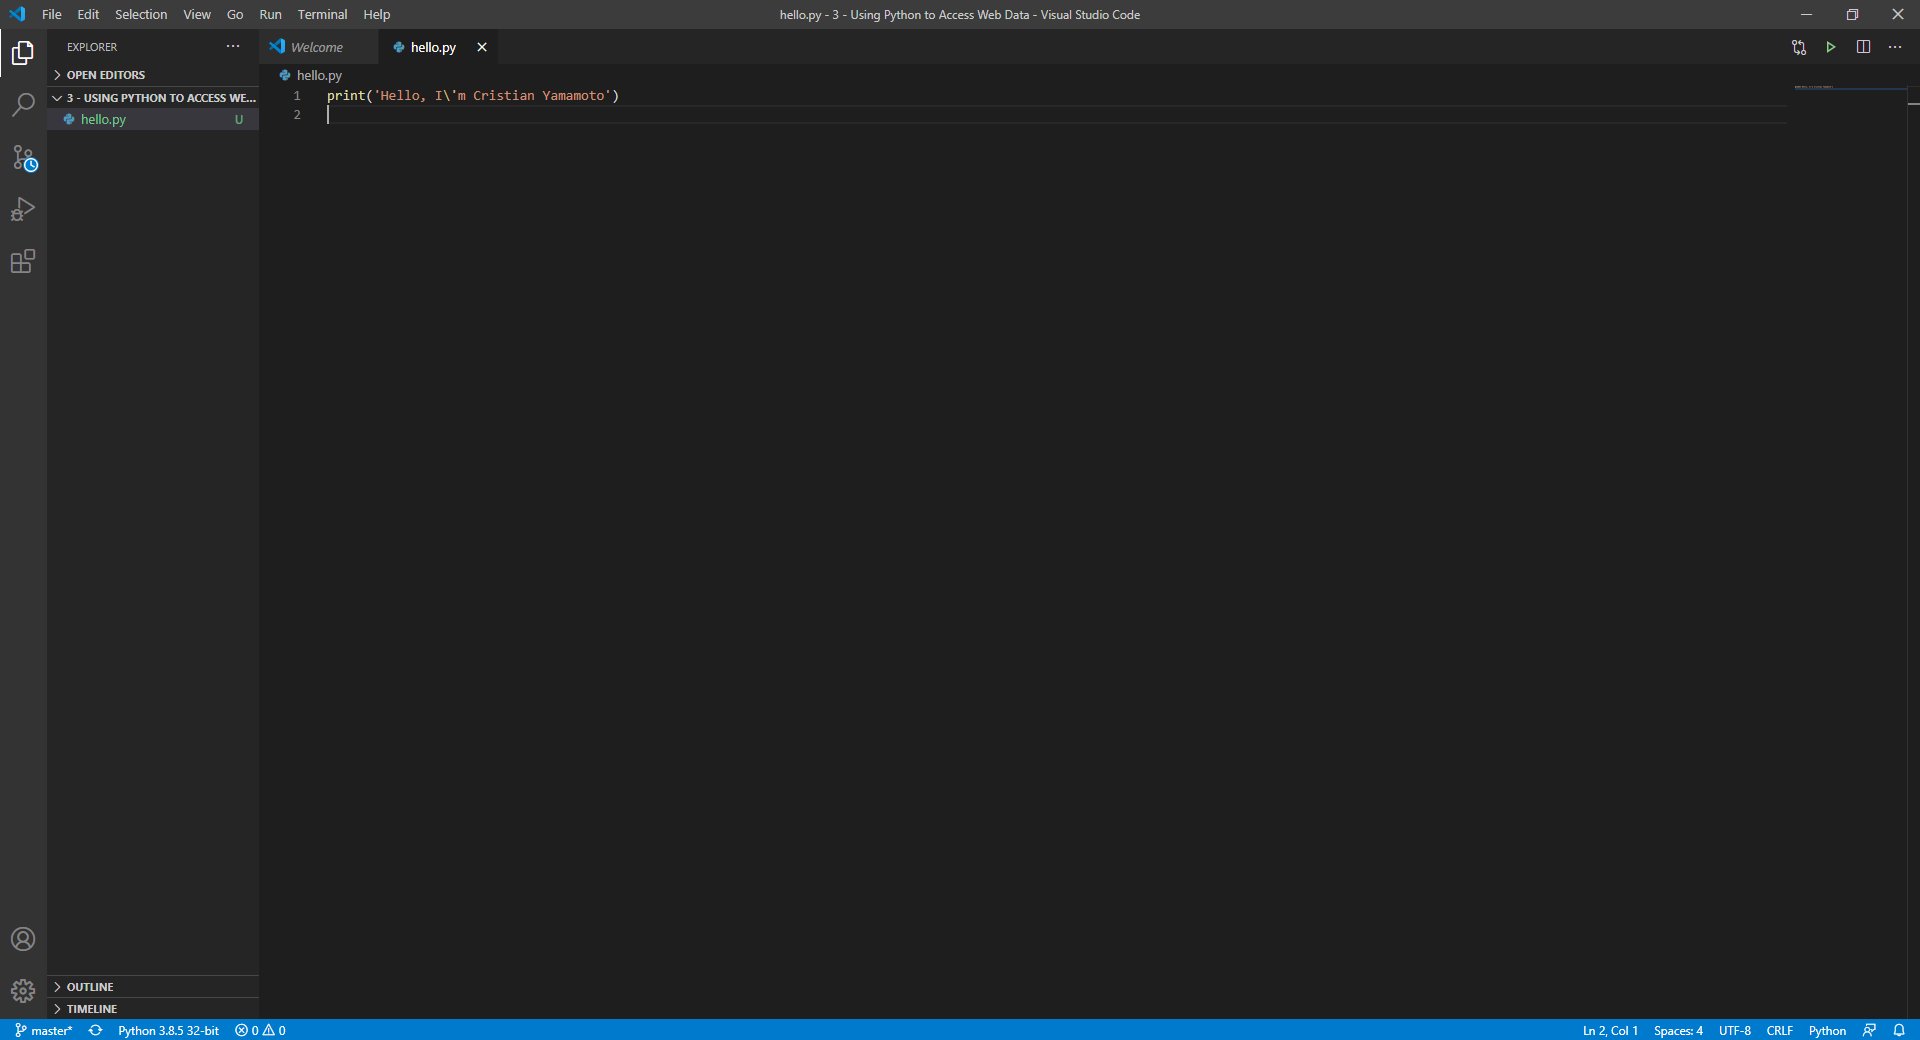 File Edit Selection View Go Run Terminal Help
hello.py - 3 - Using Python to Access Web Data - Visual Studio Code
EXPLORER
OPEN EDITORS
3 - USING PYTHON TO ACCESS WE...
hello.py U
OUTLINE
TIMELINE
Welcome
hello.py
hello.py
1 print('Hello, I\'m Cristian Yamamoto')
2
master* Python 3.8.5 32-bit 0 0
Ln 2, Col 1 Spaces: 4 UTF-8 CRLF Python